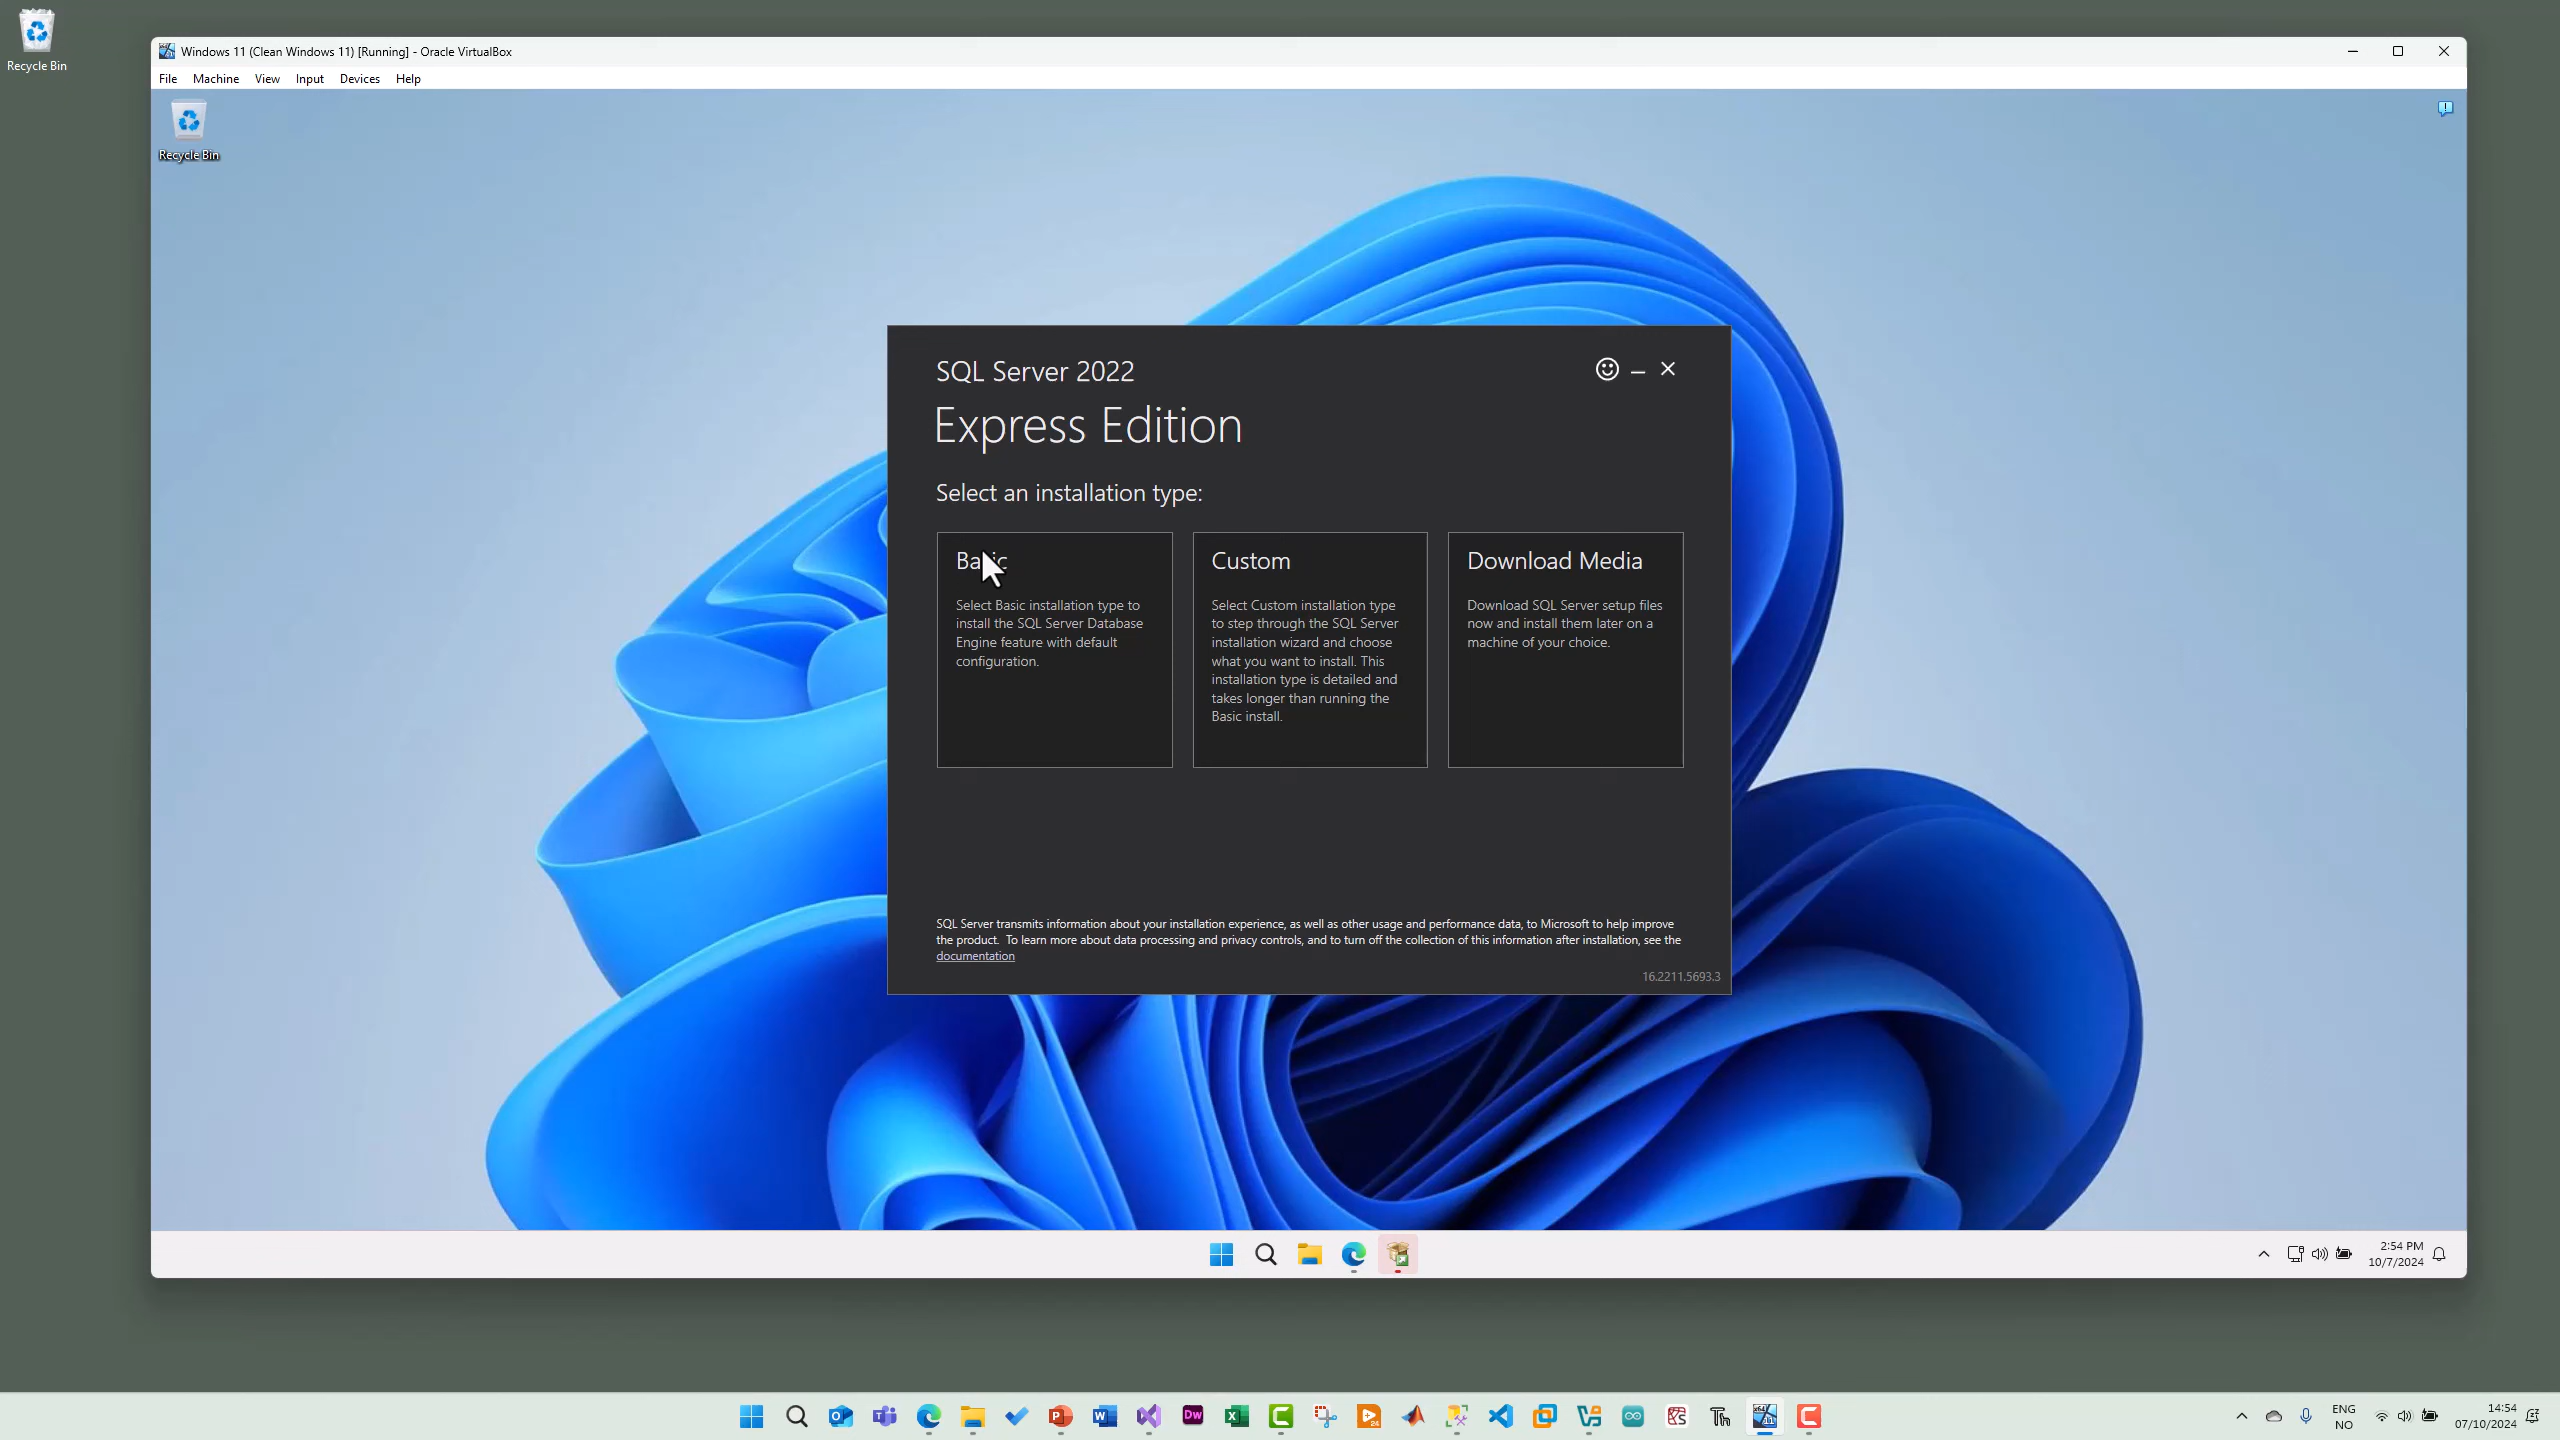 Recycle Bin
Windows 11 (Clean Windows 11) [Running] - Oracle VirtualBox
File Machine View Input Devices Help
Recycle Bin
SQL Server 2022
Express Edition
Select an installation type:
Basic
Select Basic installation type to
install the SQL Server Database
Engine feature with default
configuration.
Custom
Select Custom installation type
to step through the SQL Server
installation wizard and choose
what you want to install. This
installation type is detailed and
takes longer than running the
Basic install.
Download Media
Download SQL Server setup files
now and install them later on a
machine of your choice.
SQL Server transmits information about your installation experience, as well as other usage and performance data, to Microsoft to help improve
the product. To learn more about data processing and privacy controls, and to turn off the collection of this information after installation, see the
documentation
16.2211.5693.3
2:54 PM
10/7/2024
ENG
NO
14:54
07/10/2024